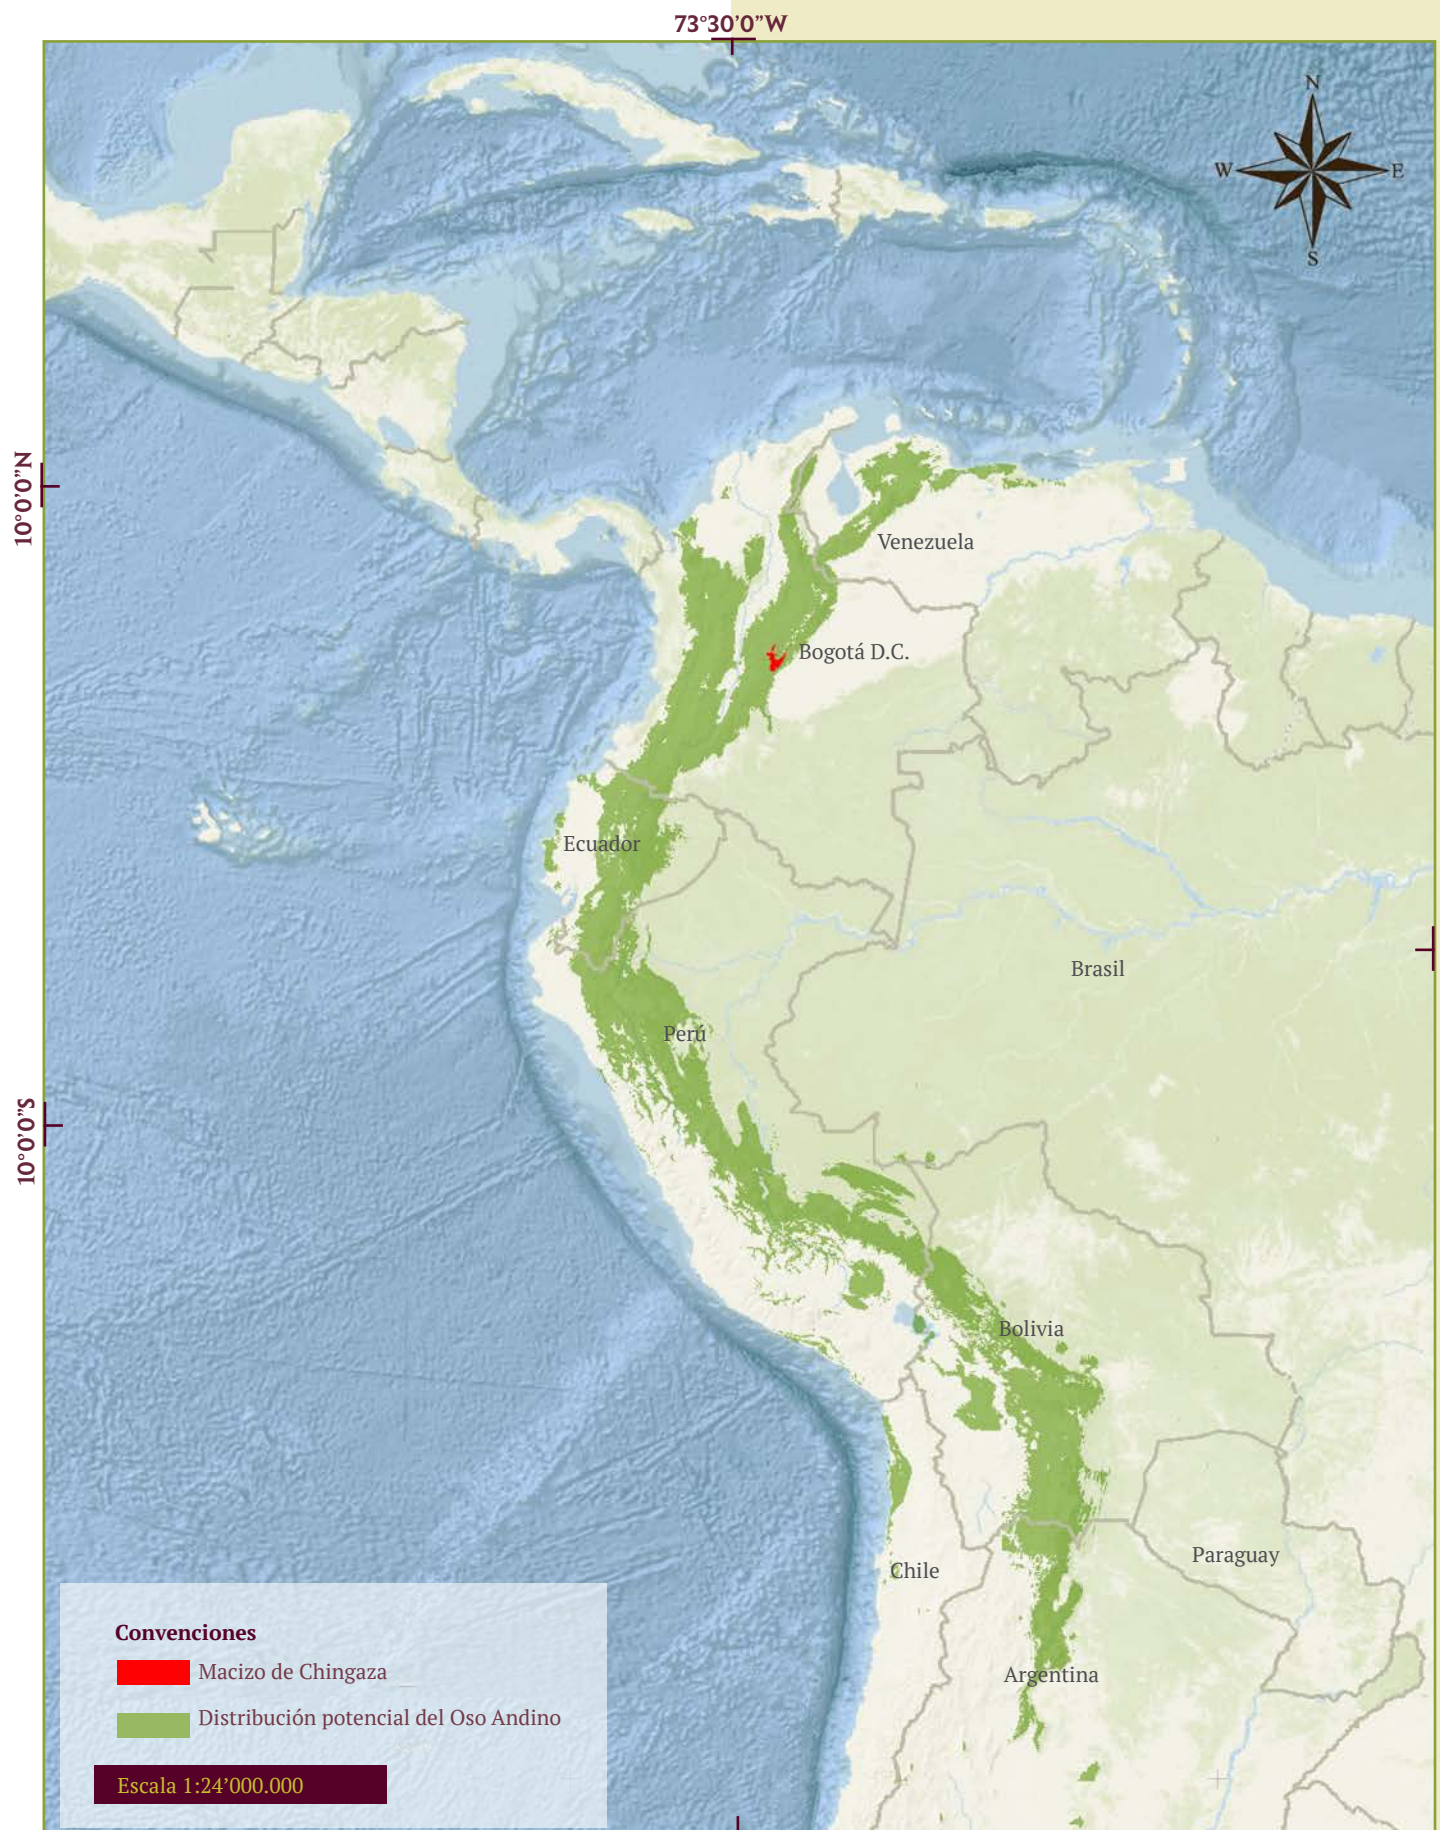 73°30'0"W
N
W
E
S
10°0'0"N
Venezuela
Bogotá D.C.
Ecuador
Brasil
Perú
10°0'0"S
Bolivia
Paraguay
Chile
Argentina
Convenciones
Macizo de Chingaza
Distribución potencial del Oso Andino
Escala 1:24’000.000